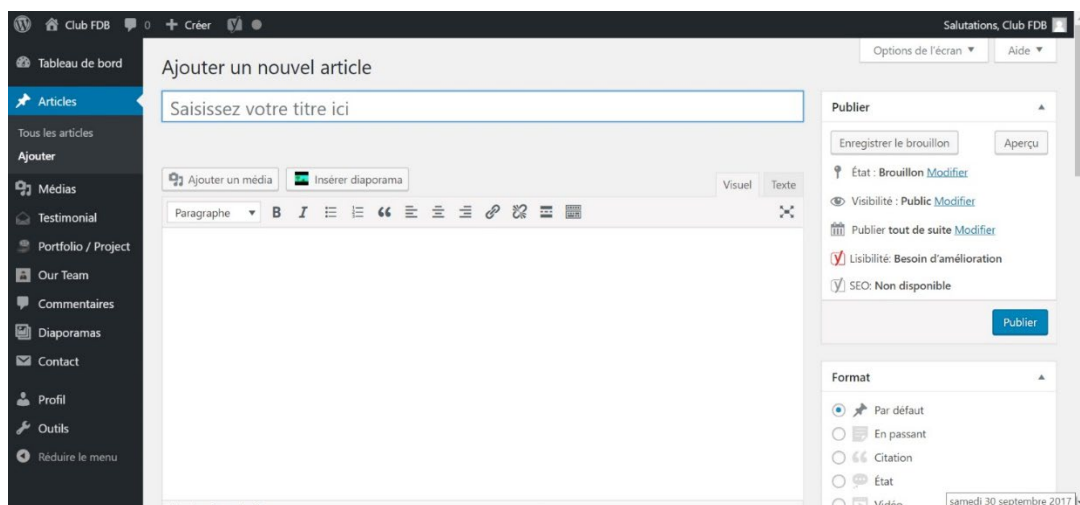 Club FDB 0 + Créer Salutations, Club FDB
Options de l'écran ▼ Aide ▼
Tableau de bord
Articles
Tous les articles
Ajouter
Médias
Testimonial
Portfolio / Project
Our Team
Commentaires
Diaporamas
Contact
Profil
Outils
Réduire le menu
Ajouter un nouvel article
Saisissez votre titre ici
Ajouter un média Insérer diaporama
Visuel Texte
Paragraphe ▼ B I
Publier
Enregistrer le brouillon Aperçu
État : Brouillon Modifier
Visibilité : Public Modifier
Publier tout de suite Modifier
Lisibilité: Besoin d'amélioration
SEO: Non disponible
Publier
Format
Par défaut
En passant
Citation
État
Vidéo
samedi 30 septembre 2017